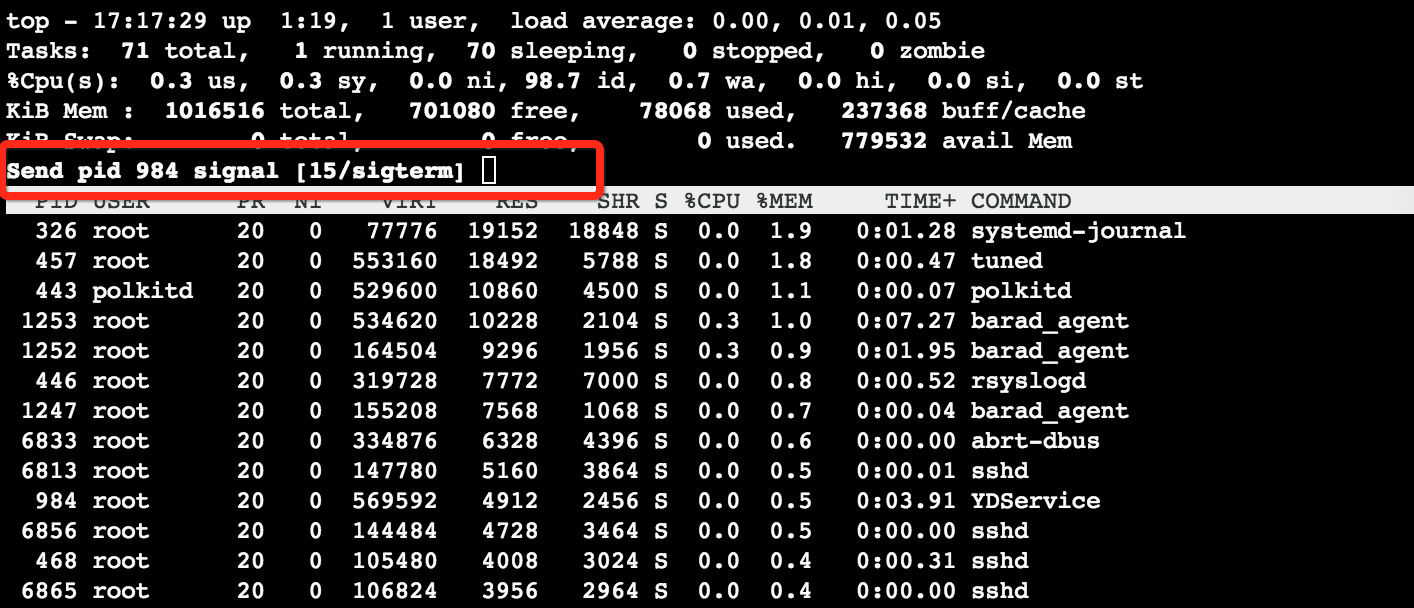 top - 17:17:29 up  1:19,  1 user,  load average: 0.00, 0.01, 0.05
Tasks:  71 total,   1 running,  70 sleeping,   0 stopped,   0 zombie
%Cpu(s):  0.3 us,  0.3 sy,  0.0 ni, 98.7 id,  0.7 wa,  0.0 hi,  0.0 si,  0.0 st
KiB Mem :  1016516 total,   701080 free,    78068 used,   237368 buff/cache
KiB Swap:        0 total,        0 free,        0 used.   779532 avail Mem
Send pid 984 signal [15/sigterm]
  PID USER      PR  NI    VIRT    RES    SHR S %CPU %MEM     TIME+ COMMAND
  326 root      20   0   77776  19152  18848 S  0.0  1.9   0:01.28 systemd-journal
  457 root      20   0  553160  18492   5788 S  0.0  1.8   0:00.47 tuned
  443 polkitd   20   0  529600  10860   4500 S  0.0  1.1   0:00.07 polkitd
 1253 root      20   0  534620  10228   2104 S  0.3  1.0   0:07.27 barad_agent
 1252 root      20   0  164504   9296   1956 S  0.3  0.9   0:01.95 barad_agent
  446 root      20   0  319728   7772   7000 S  0.0  0.8   0:00.52 rsyslogd
 1247 root      20   0  155208   7568   1068 S  0.0  0.7   0:00.04 barad_agent
 6833 root      20   0  334876   6328   4396 S  0.0  0.6   0:00.00 abrt-dbus
 6813 root      20   0  147780   5160   3864 S  0.0  0.5   0:00.01 sshd
  984 root      20   0  569592   4912   2456 S  0.0  0.5   0:03.91 YDService
 6856 root      20   0  144484   4728   3464 S  0.0  0.5   0:00.00 sshd
  468 root      20   0  105480   4008   3024 S  0.0  0.4   0:00.31 sshd
 6865 root      20   0  106824   3956   2964 S  0.0  0.4   0:00.00 sshd